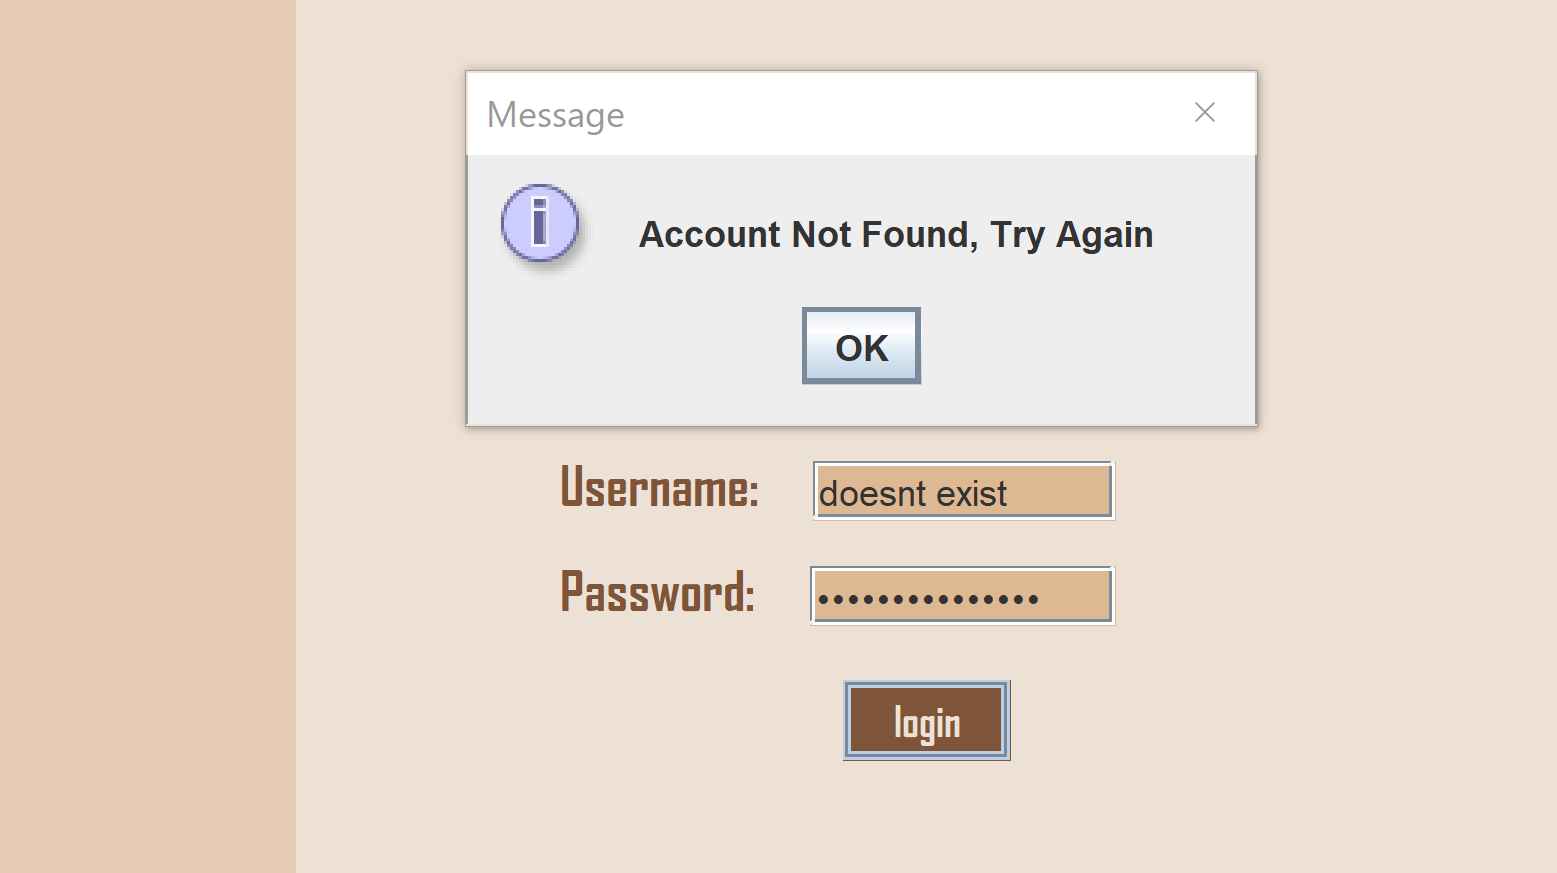 Message
i
Account Not Found, Try Again
OK
Username: doesnt exist
Password: •••••••••••••••
login